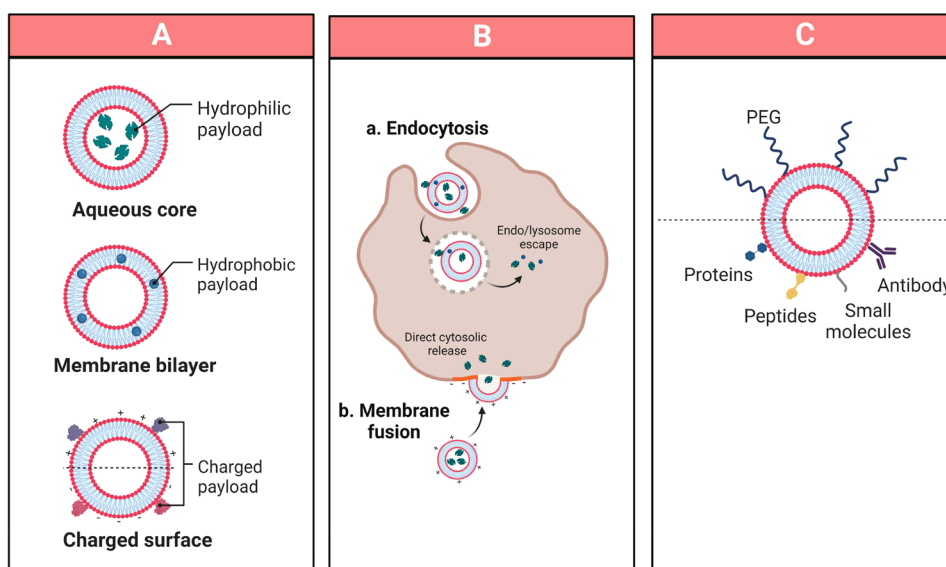 A
Hydrophilic
payload
Aqueous core
Hydrophobic
payload
Membrane bilayer
Charged
payload
Charged surface
B
a. Endocytosis
Endo/lysosome
escape
Direct cytosolic
release
b. Membrane
fusion
C
PEG
Proteins
Antibody
Peptides
Small
molecules